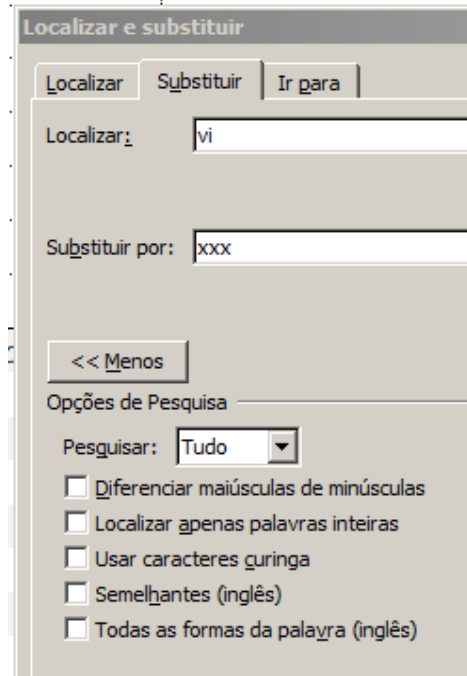 Localizar e substituir
Localizar Substituir Ir para
Localizar: vi
Substituir por: xxx
<< Menos
Opções de Pesquisa
Pesquisar: Tudo
Diferenciar maiúsculas de minúsculas
Localizar apenas palavras inteiras
Usar caracteres curinga
Semelhantes (inglês)
Todas as formas da palavra (inglês)